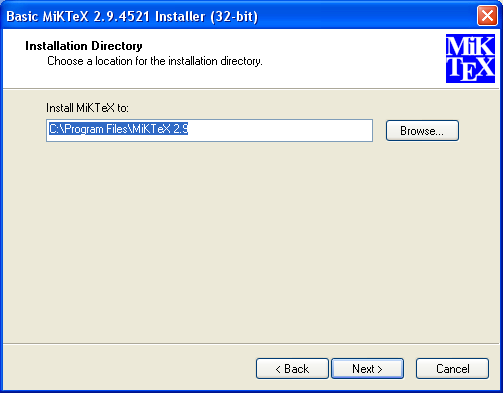 Basic MiKTeX 2.9.4521 Installer (32-bit)
Installation Directory
Choose a location for the installation directory.
MiK
TEX
Install MiKTeX to:
C:\Program Files\MiKTeX 2.9
Browse...
< Back
Next >
Cancel